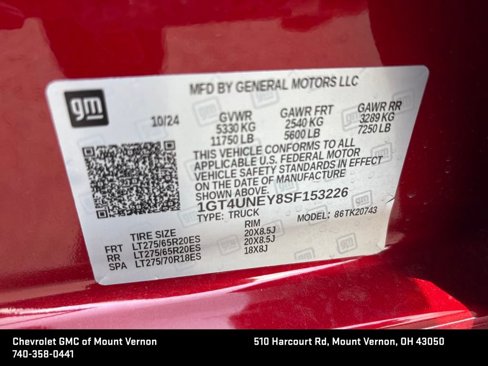 MFD BY GENERAL MOTORS LLC
gm
10/24
GVWR GAWR FRT GAWR RR
5330 KG 2540 KG 3289 KG
11750 LB 5600 LB 7250 LB
THIS VEHICLE CONFORMS TO ALL
APPLICABLE U.S. FEDERAL MOTOR
VEHICLE SAFETY STANDARDS IN EFFECT
ON THE DATE OF MANUFACTURE
SHOWN ABOVE
1GT4UNEY8SF153226
TYPE: TRUCK MODEL: 86TK20743
TIRE SIZE RIM
FRT LT275/65R20ES 20X8.5J
RR LT275/65R20ES 20X8.5J
SPA LT275/70R18ES 18X8J
Chevrolet GMC of Mount Vernon 510 Harcourt Rd, Mount Vernon, OH 43050
740-358-0441